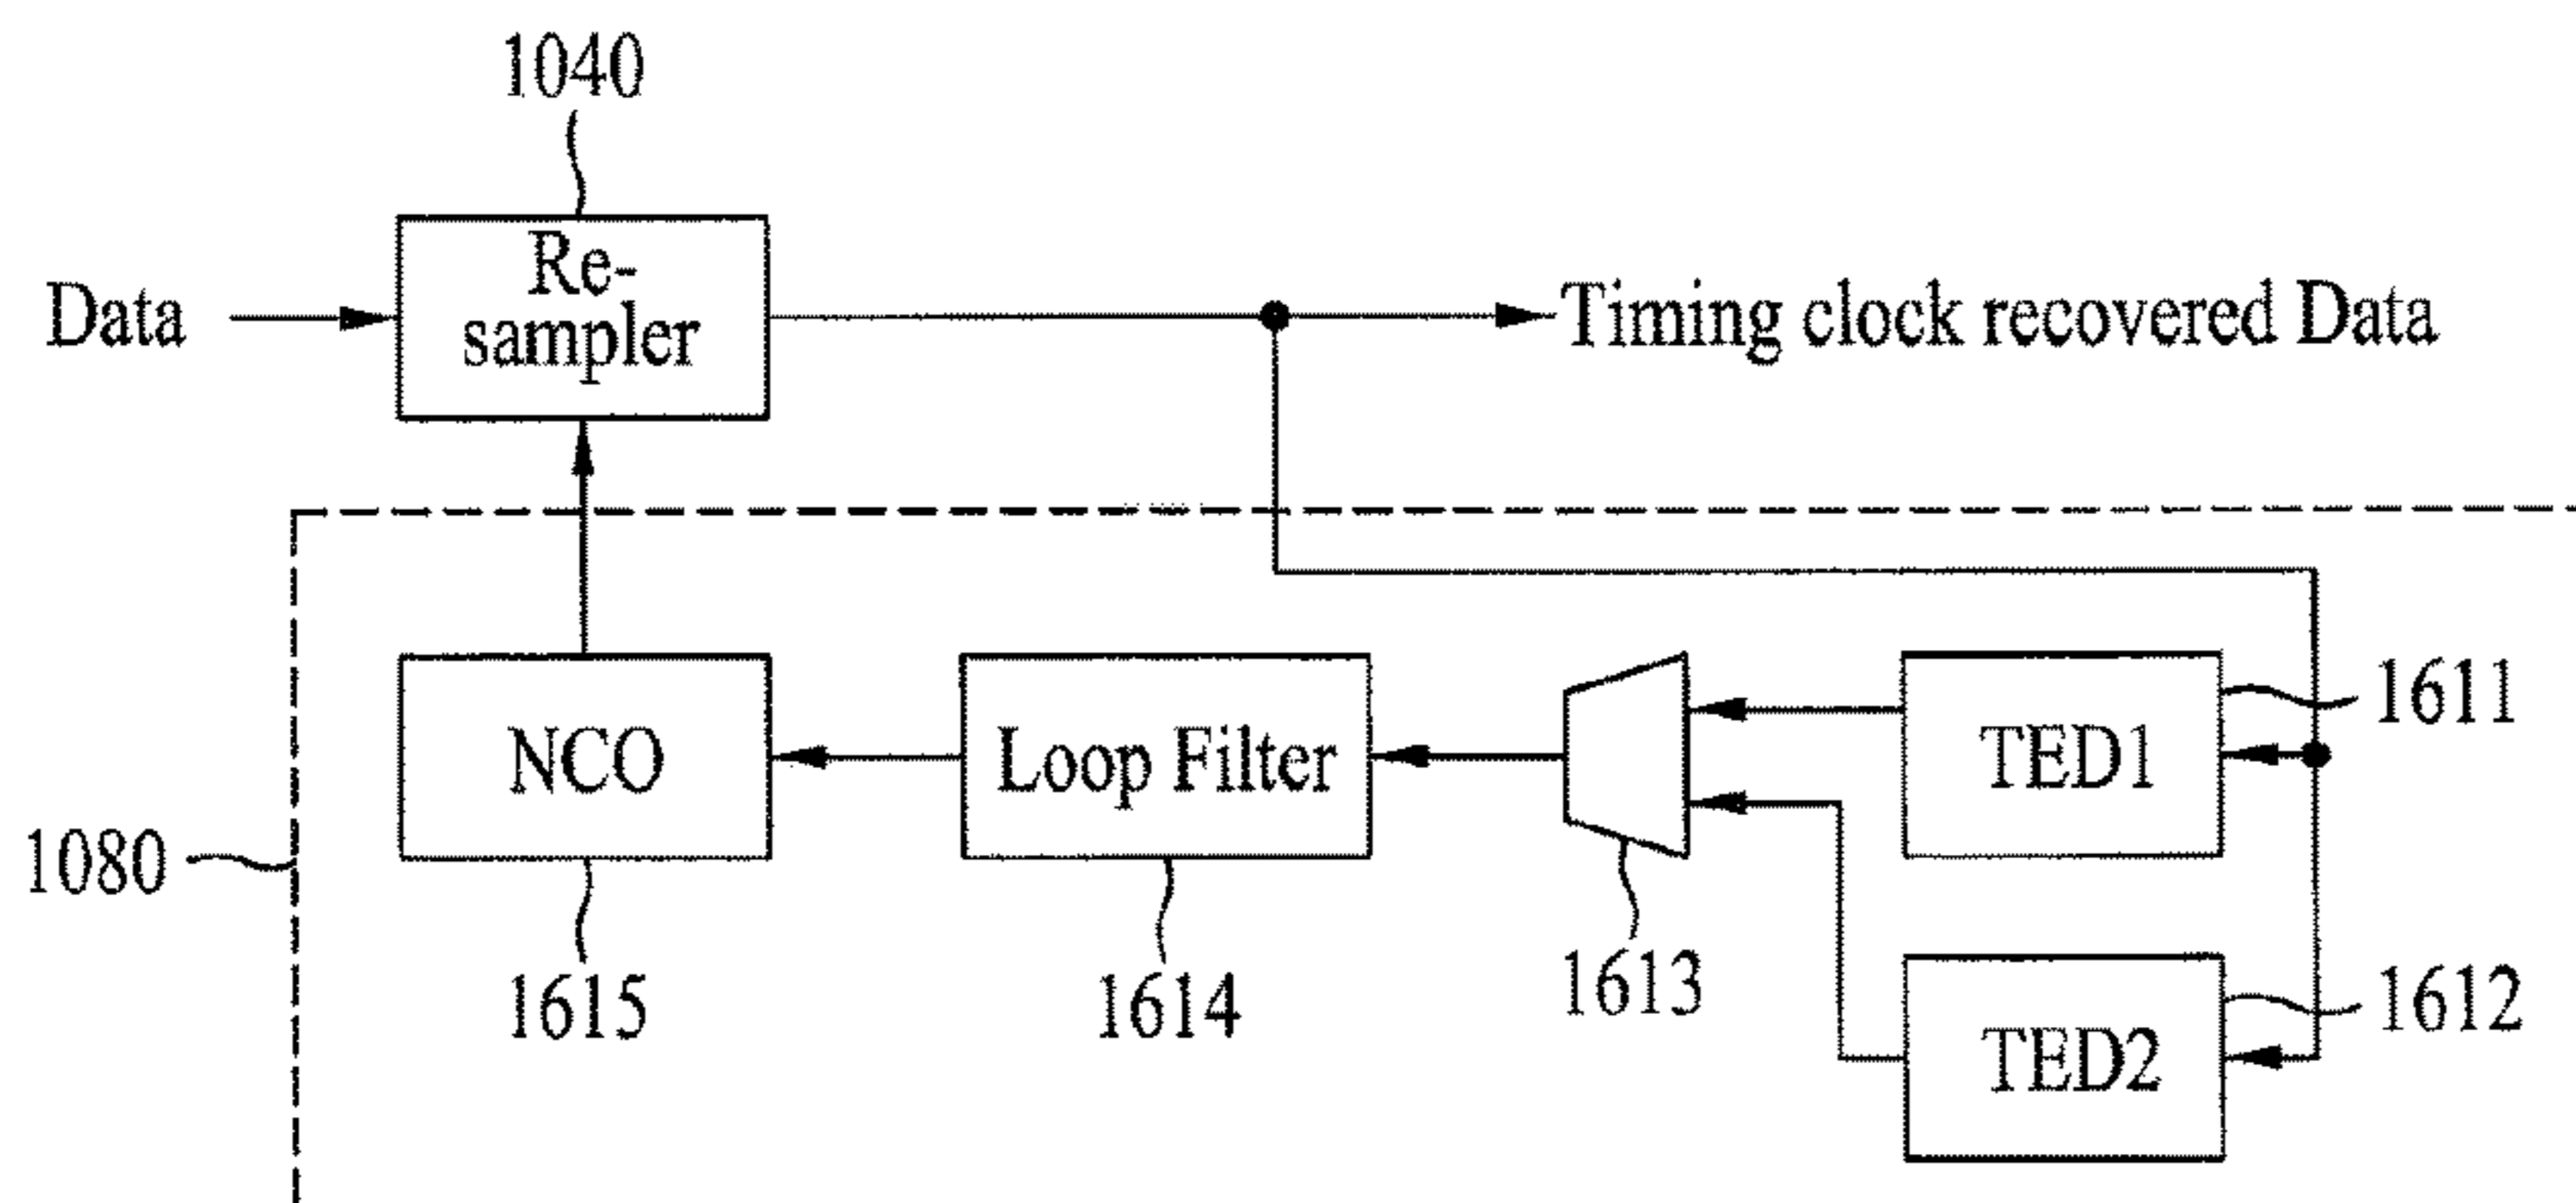 1040
Re-
sampler
Data
Timing clock recovered Data
NCO
Loop Filter
TED1
1611
1080
1615
1614
1613
TED2
1612